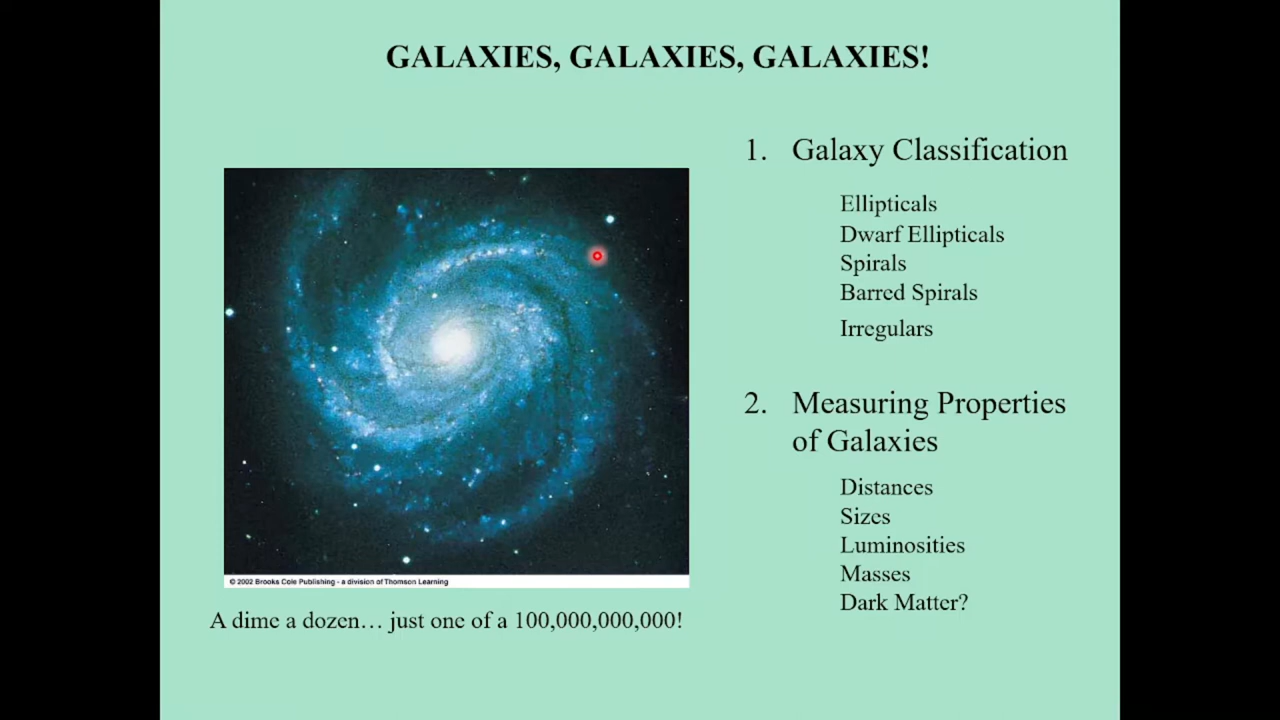 GALAXIES, GALAXIES, GALAXIES!
1. Galaxy Classification
Ellipticals
Dwarf Ellipticals
Spirals
Barred Spirals
Irregulars
2. Measuring Properties
of Galaxies
Distances
Sizes
Luminosities
Masses
Dark Matter?
© 2002 Brooks Cole Publishing - a division of Thomson Learning
A dime a dozen… just one of a 100,000,000,000!